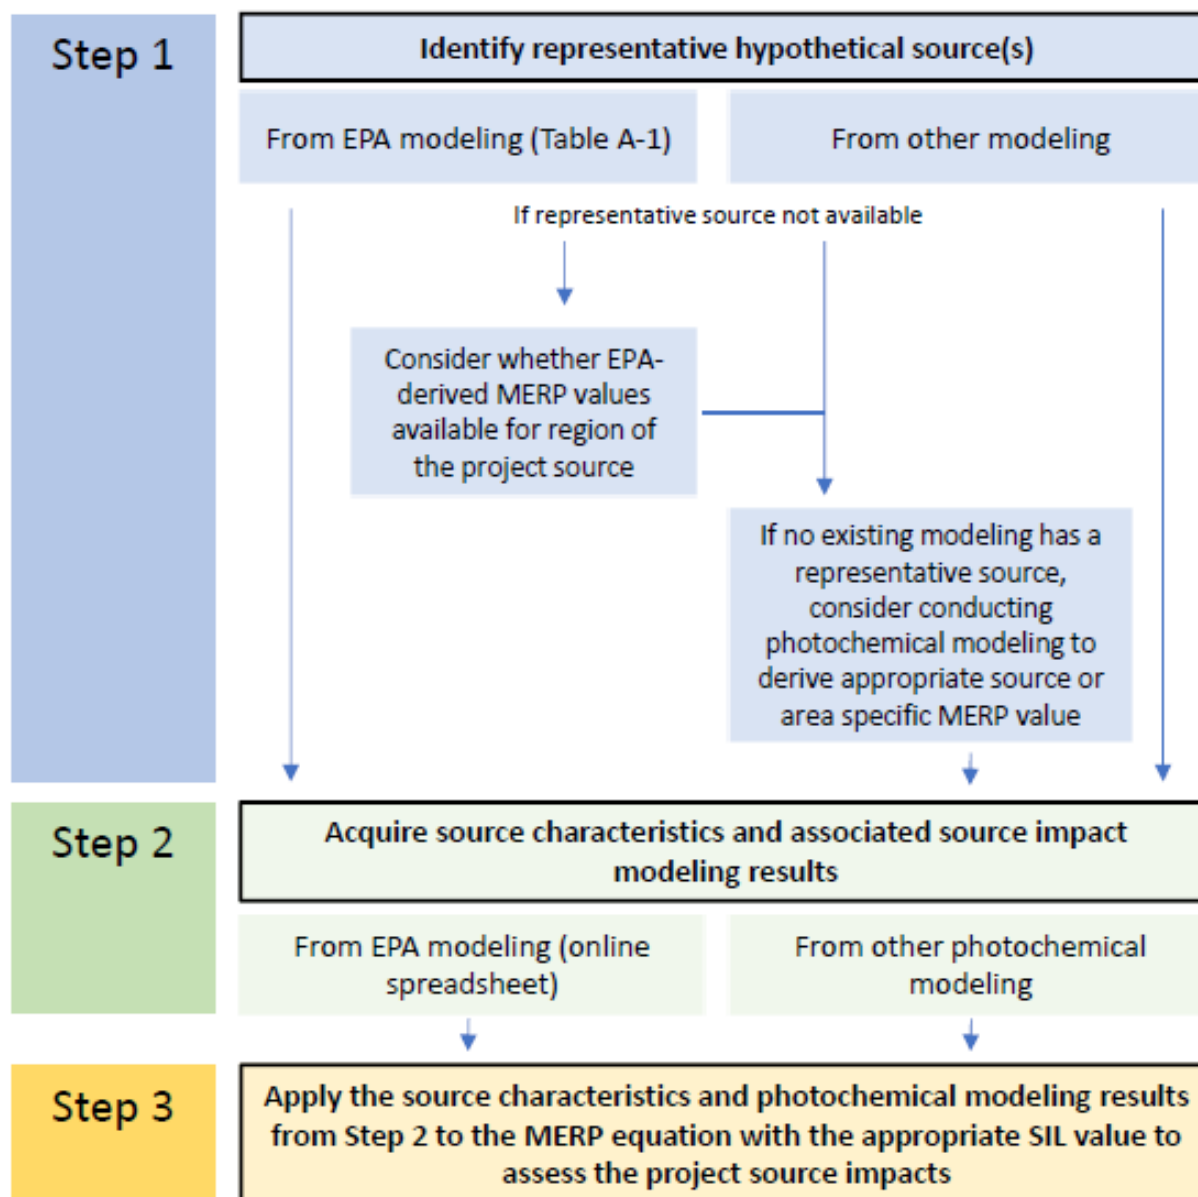 Step 1
Identify representative hypothetical source(s)
From EPA modeling (Table A-1)
From other modeling
If representative source not available
Consider whether EPA-
derived MERP values
available for region of
the project source
If no existing modeling has a
representative source,
consider conducting
photochemical modeling to
derive appropriate source or
area specific MERP value
Step 2
Acquire source characteristics and associated source impact
modeling results
From EPA modeling (online
spreadsheet)
From other photochemical
modeling
Step 3
Apply the source characteristics and photochemical modeling results
from Step 2 to the MERP equation with the appropriate SIL value to
assess the project source impacts